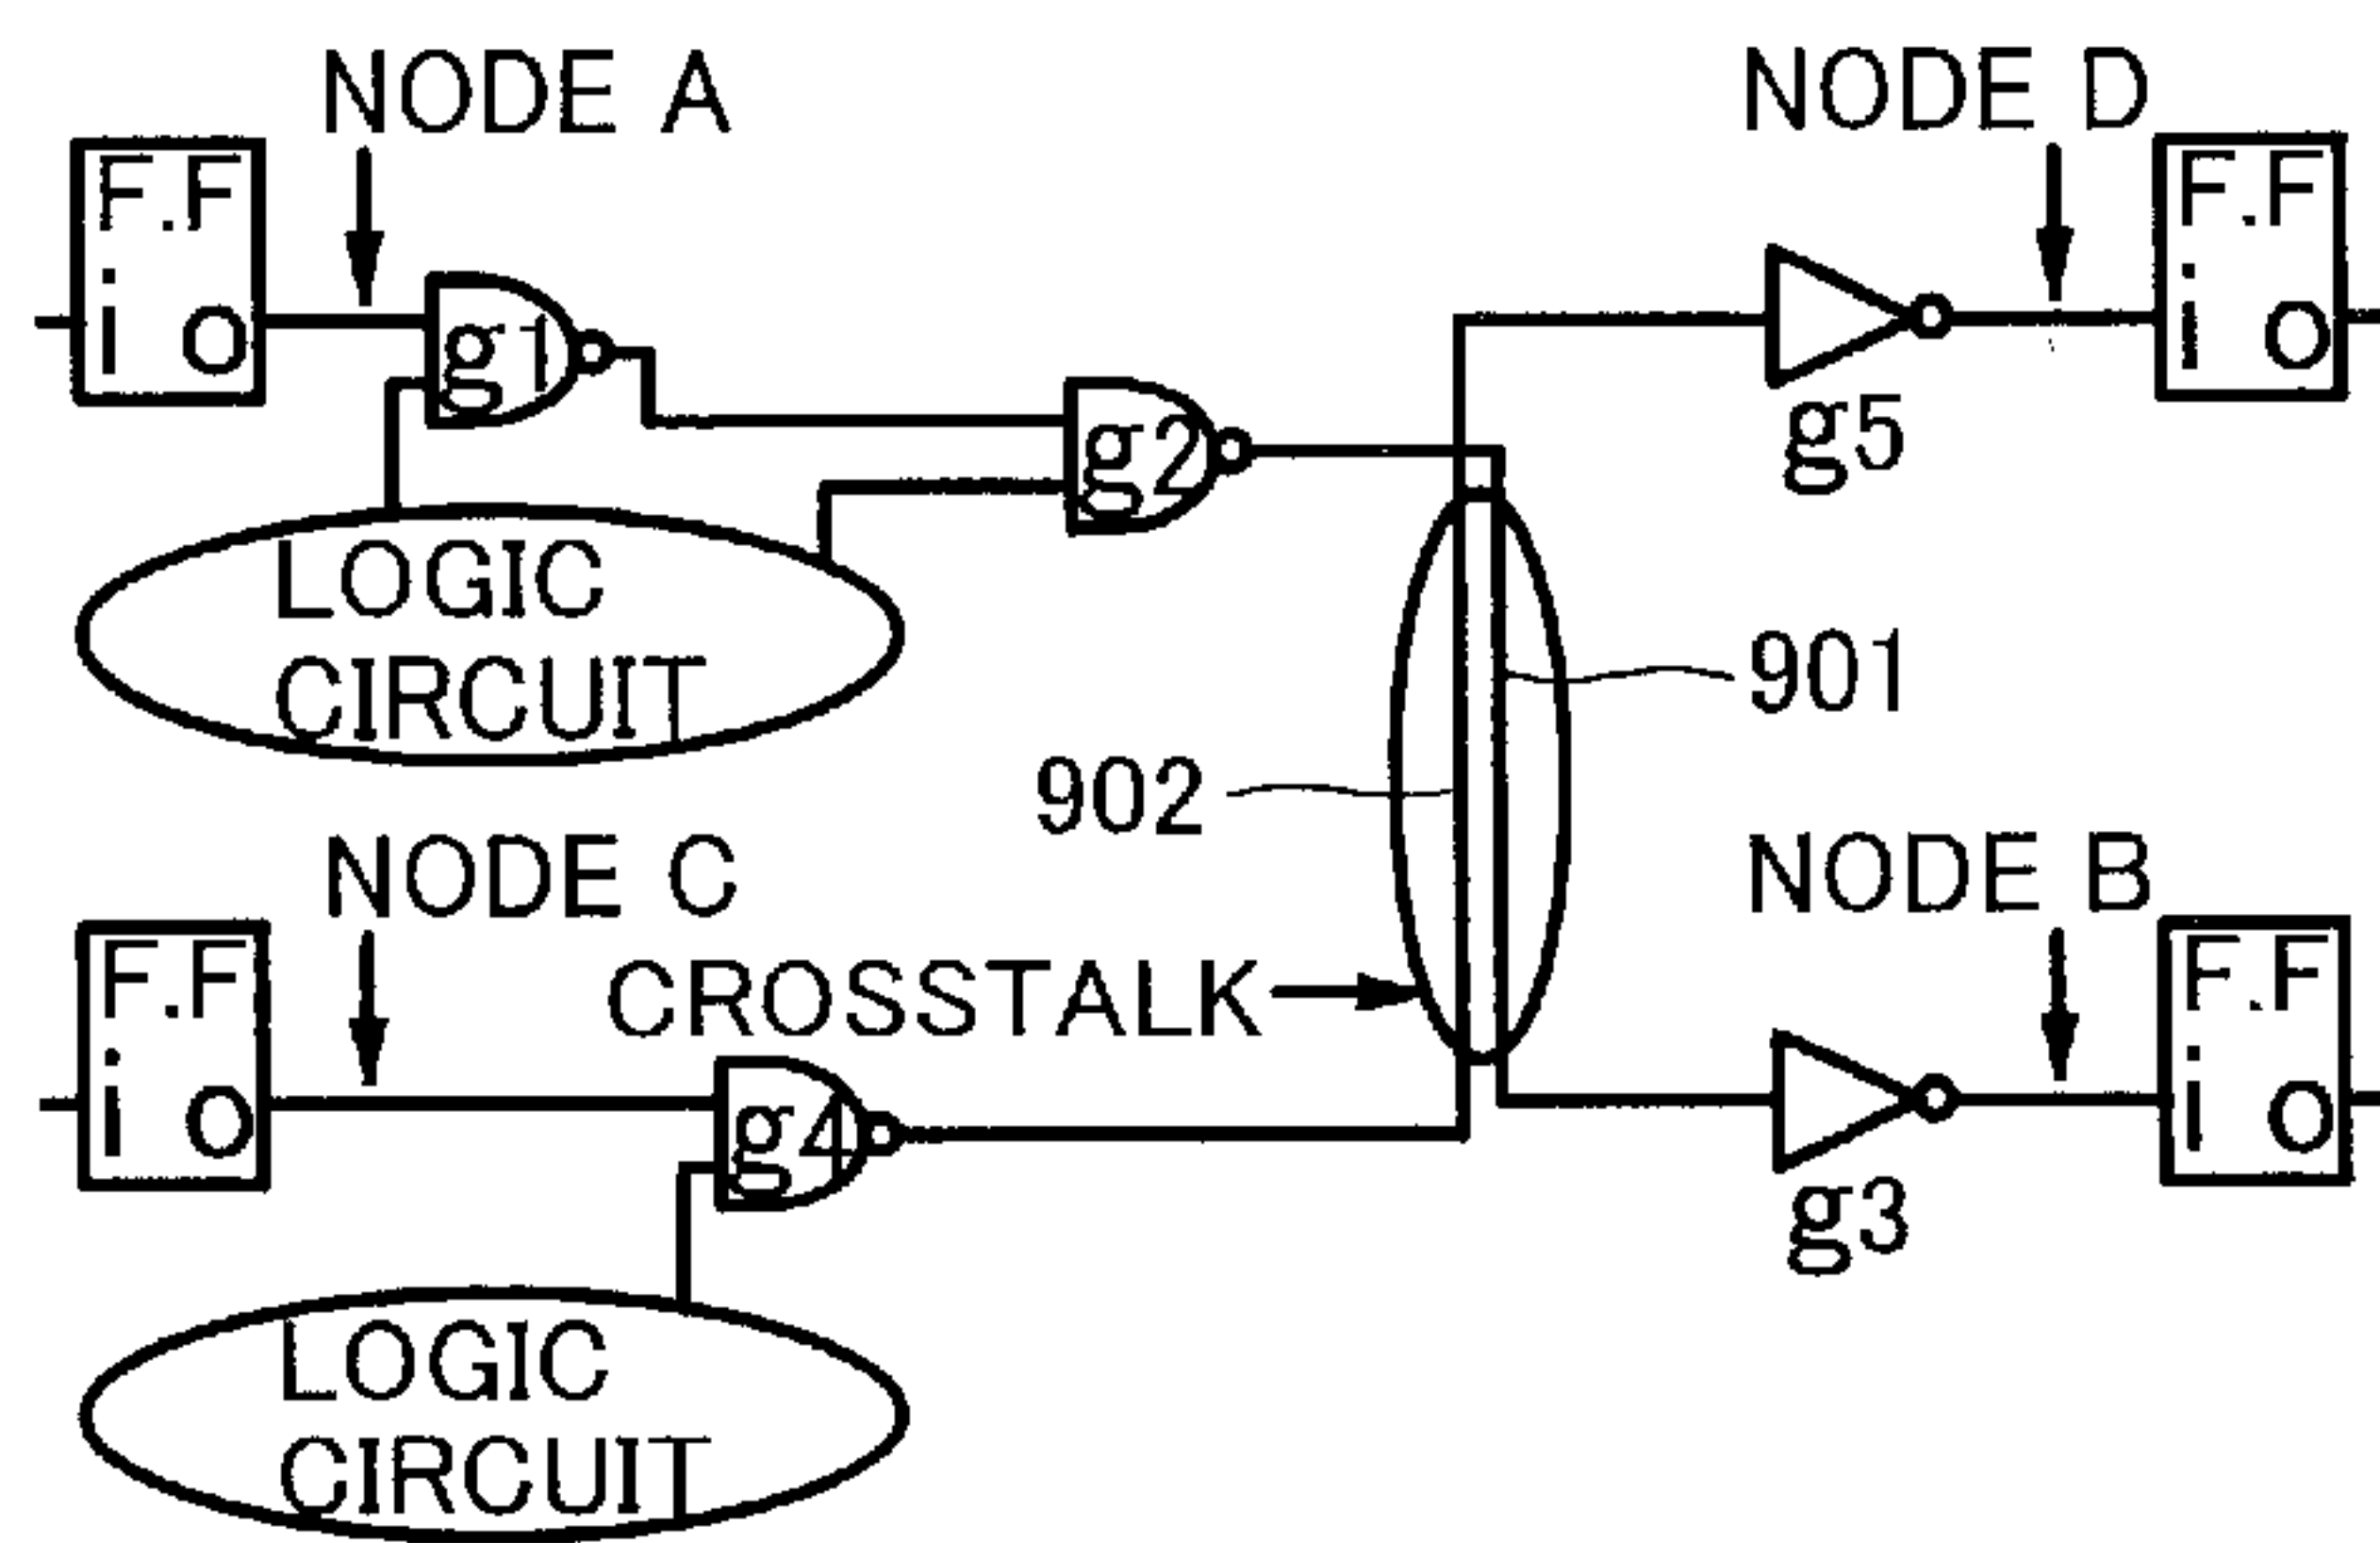 NODE A
NODE D
F.F
i o
F.F
i o
g1
g2
g5
LOGIC
CIRCUIT
901
902
NODE C
NODE B
F.F
i o
CROSSTALK
F.F
i o
g4
g3
LOGIC
CIRCUIT